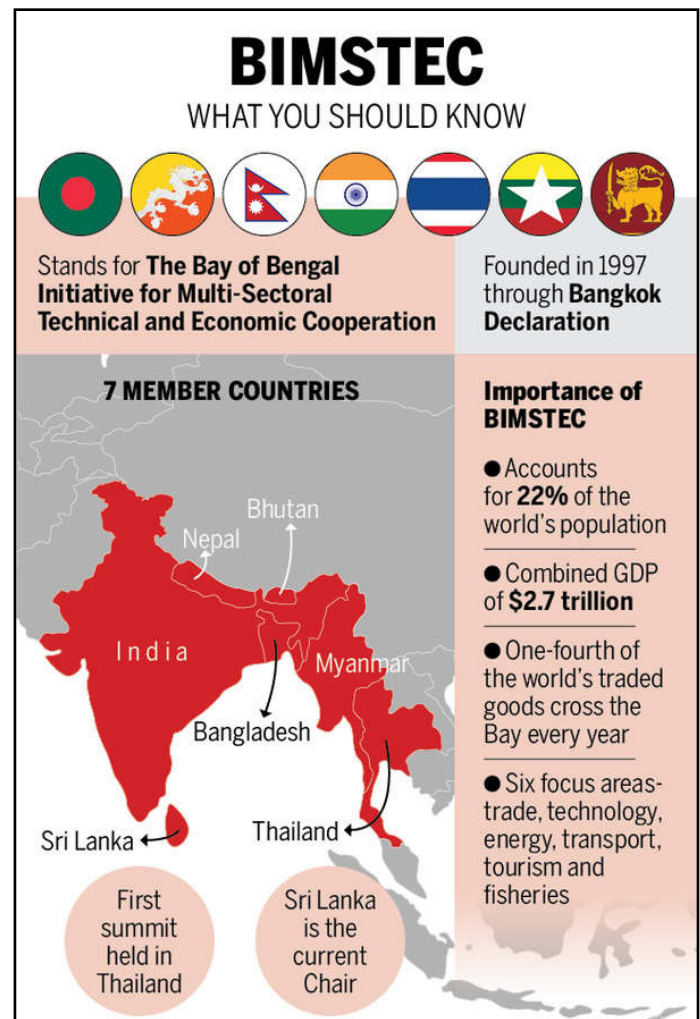 BIMSTEC
WHAT YOU SHOULD KNOW
Stands for The Bay of Bengal
Initiative for Multi-Sectoral
Technical and Economic Cooperation
Founded in 1997
through Bangkok
Declaration
7 MEMBER COUNTRIES
Bhutan
Nepal
India
Myanmar
Bangladesh
Sri Lanka
Thailand
First
summit
held in
Thailand
Sri Lanka
is the
current
Chair
Importance of
BIMSTEC
● Accounts
for 22% of the
world's population
● Combined GDP
of $2.7 trillion
● One-fourth of
the world's traded
goods cross the
Bay every year
● Six focus areas-
trade, technology,
energy, transport,
tourism and
fisheries